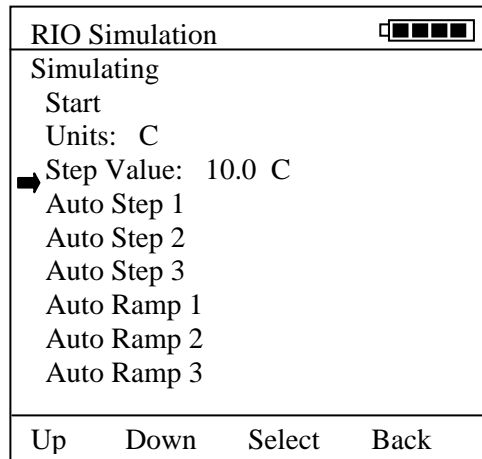 RIO Simulation
Simulating
Start
Units: C
Step Value: 10.0 C
Auto Step 1
Auto Step 2
Auto Step 3
Auto Ramp 1
Auto Ramp 2
Auto Ramp 3
Up Down Select Back